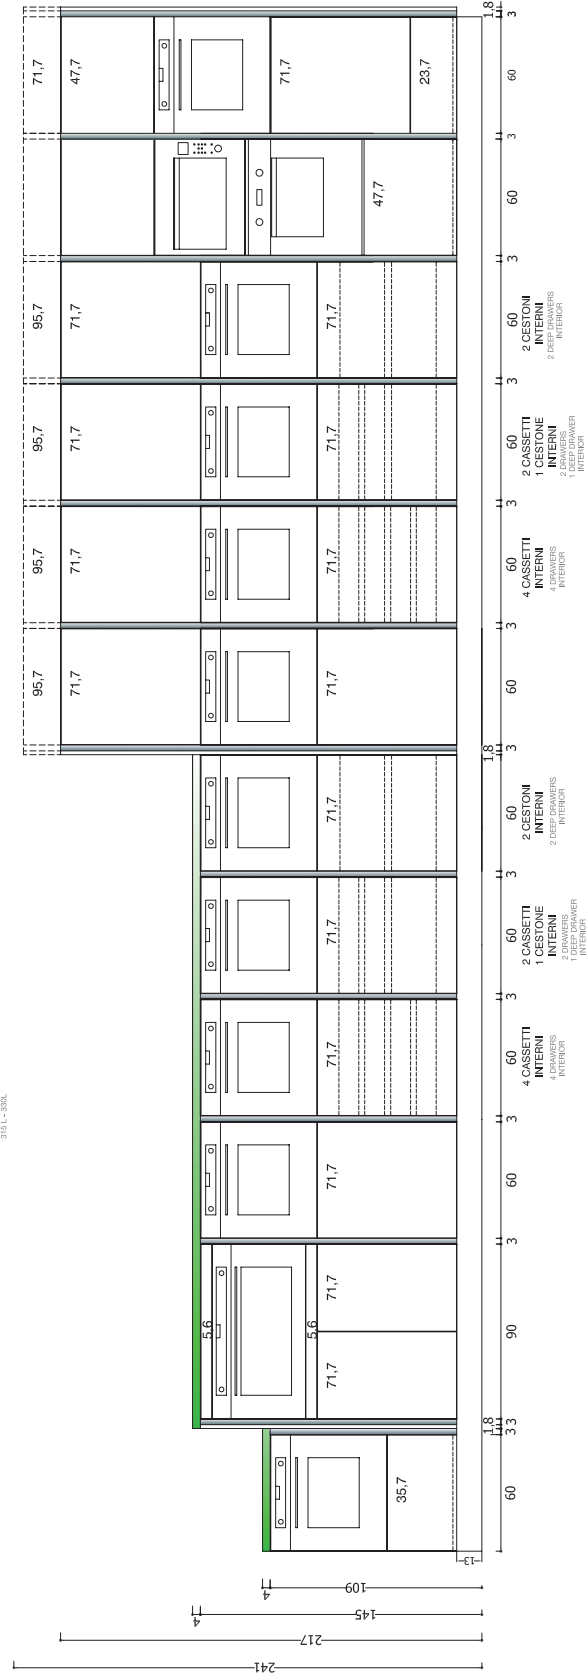 315 L - 330L
95,7 95,7 95,7 95,7 71,7
71,7 71,7 71,7 71,7 47,7
5,6
71,7
5,6
71,7 71,7 71,7 71,7 71,7 71,7 71,7 71,7 71,7 71,7
47,7
35,7
23,7
1,8 1,8 1,8
60 3 3 90 3 60 3 60 3 60 3 60 3 60 3 60 3 60 3 60 3 60 3 60 3
4 CASSETTI
INTERNI
4 DRAWERS
INTERIOR
2 CASSETTI
1 CESTONE
INTERNI
2 DRAWERS
1 DEEP DRAWER
INTERIOR
2 CESTONI
INTERNI
2 DEEP DRAWERS
INTERIOR
4 CASSETTI
INTERNI
4 DRAWERS
INTERIOR
2 CASSETTI
1 CESTONE
INTERNI
2 DRAWERS
1 DEEP DRAWER
INTERIOR
2 CESTONI
INTERNI
2 DEEP DRAWERS
INTERIOR
13
4
109
4
145
217
241